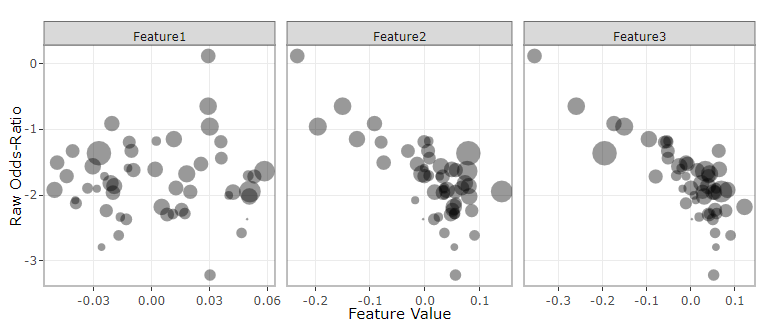 Feature1 Feature2 Feature3
Raw Odds-Ratio
0
-1
-2
-3
-0.03 0.00 0.03 0.06 -0.2 -0.1 0.0 0.1 -0.3 -0.2 -0.1 0.0 0.1
Feature Value